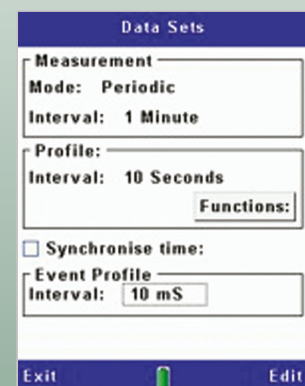 Data Sets
Measurement
Mode: Periodic
Interval: 1 Minute
Profile:
Interval: 10 Seconds
Functions:
Synchronise time:
Event Profile
Interval: 10 mS
Exit Edit